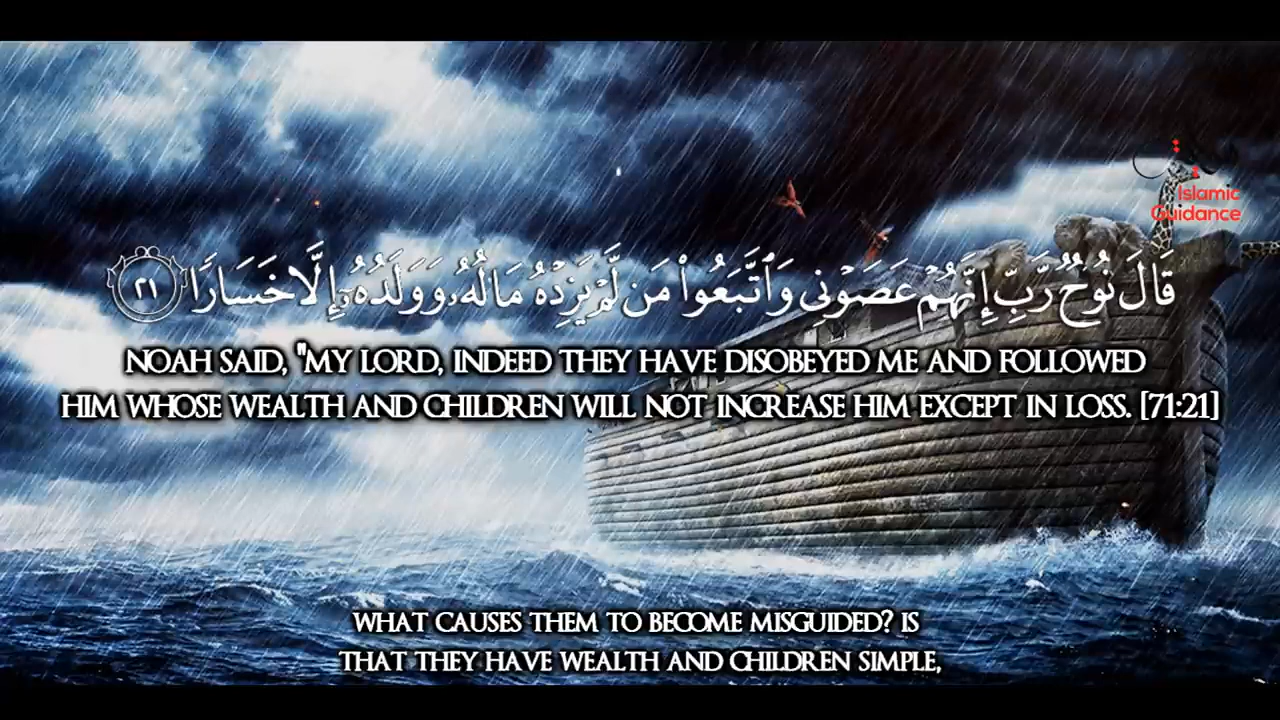 Islamic
Guidance
قَالَ نُوحٌ رَّبِّ إِنَّهُمْ عَصَوْنِى وَٱتَّبَعُوا۟ مَن لَّمْ يَزِدْهُ مَالُهُۥ وَوَلَدُهُۥٓ إِلَّا خَسَارًا ٢١
NOAH SAID, "MY LORD, INDEED THEY HAVE DISOBEYED ME AND FOLLOWED
HIM WHOSE WEALTH AND CHILDREN WILL NOT INCREASE HIM EXCEPT IN LOSS. [71:21]
WHAT CAUSES THEM TO BECOME MISGUIDED? IS
THAT THEY HAVE WEALTH AND CHILDREN SIMPLE,